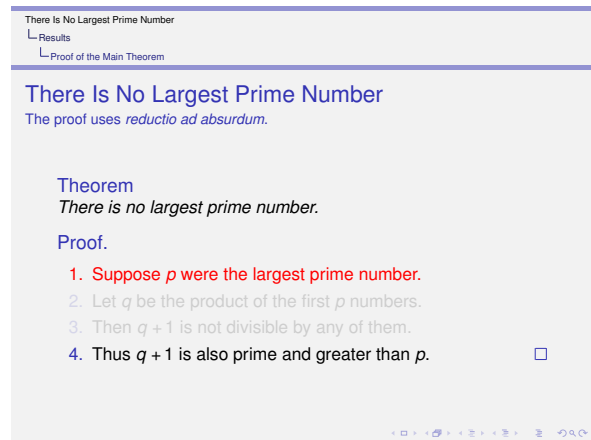 There Is No Largest Prime Number
Results
Proof of the Main Theorem
There Is No Largest Prime Number
The proof uses reductio ad absurdum.
Theorem
There is no largest prime number.
Proof.
1. Suppose p were the largest prime number.
2. Let q be the product of the first p numbers.
3. Then q + 1 is not divisible by any of them.
4. Thus q + 1 is also prime and greater than p. □